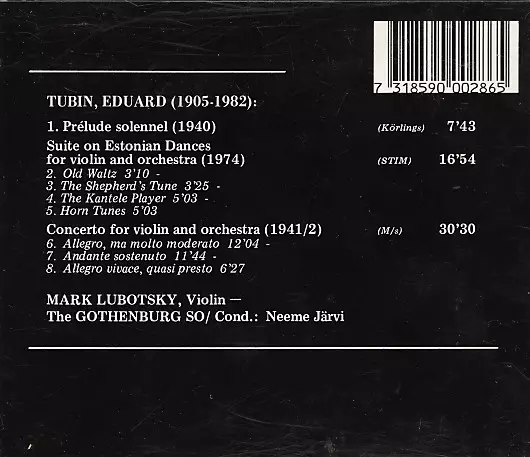 7 318590 002865
TUBIN, EDUARD (1905-1982):
1. Prélude solennel (1940) (Körlings) 7'43
Suite on Estonian Dances
for violin and orchestra (1974) (STIM) 16'54
2. Old Waltz 3'10 -
3. The Shepherd's Tune 3'25 -
4. The Kantele Player 5'03 -
5. Horn Tunes 5'03
Concerto for violin and orchestra (1941/2) (M/s) 30'30
6. Allegro, ma molto moderato 12'04 -
7. Andante sostenuto 11'44 -
8. Allegro vivace, quasi presto 6'27
MARK LUBOTSKY, Violin —
The GOTHENBURG SO/ Cond.: Neeme Järvi